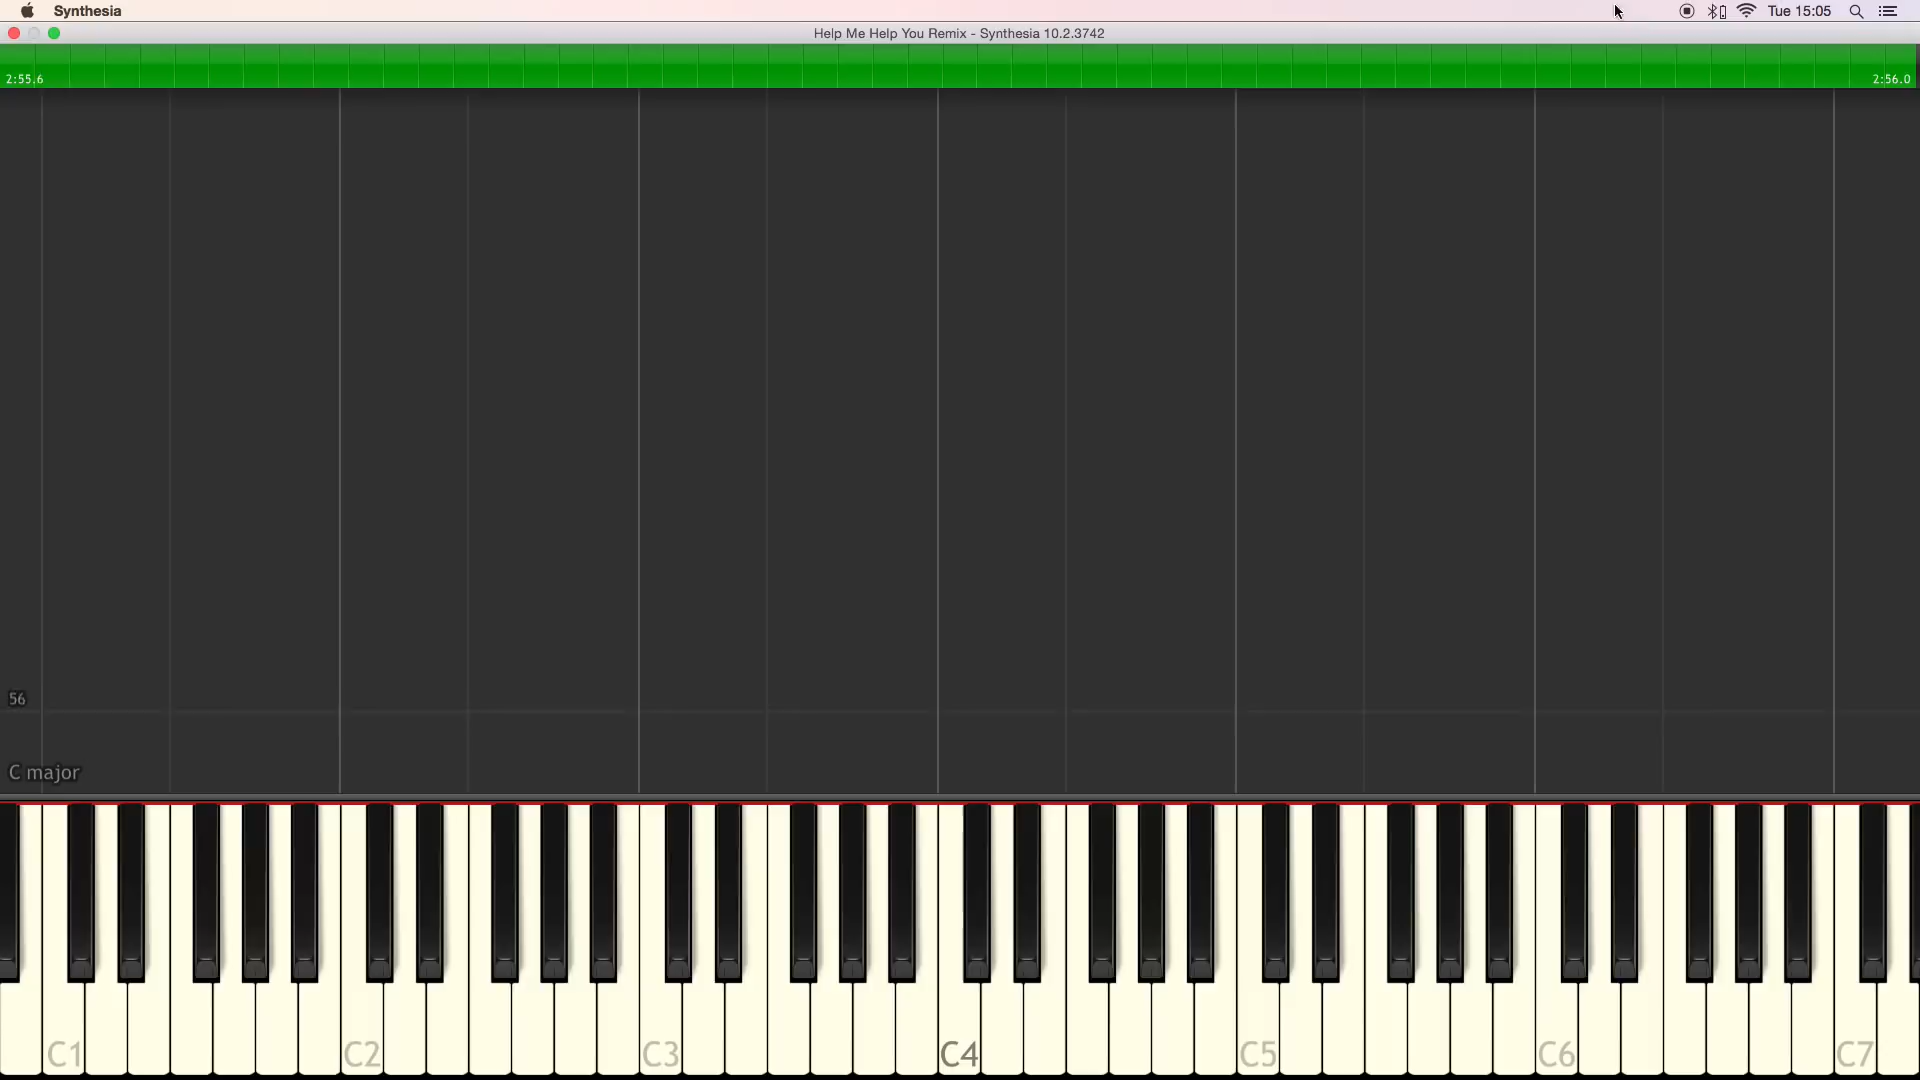 Synthesia
Tue 15:05
Help Me Help You Remix - Synthesia 10.2.3742
2:55.6
2:56.0
56
C major
C1
C2
C3
C4
C5
C6
C7